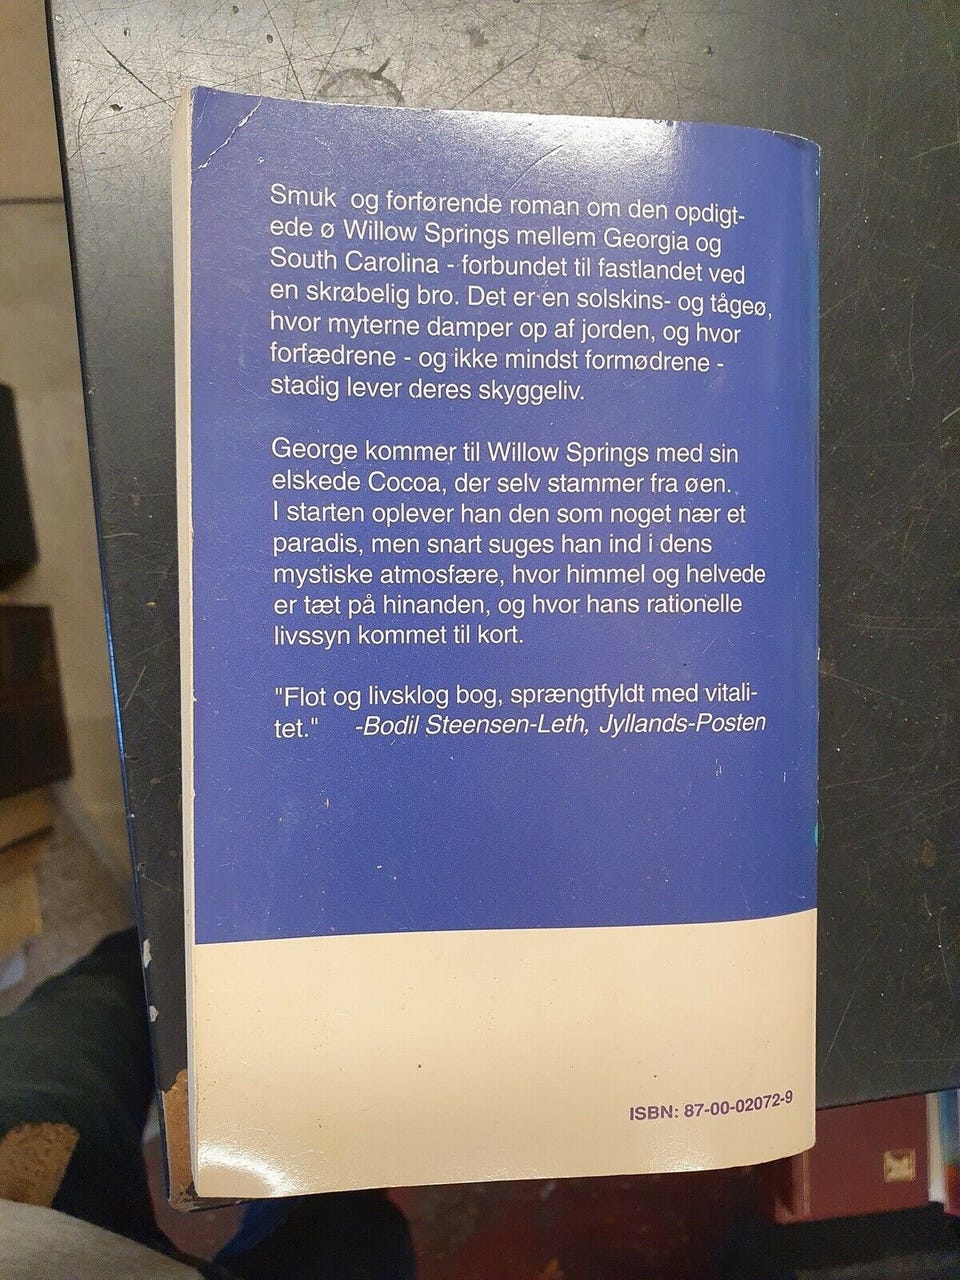 Smuk og forførende roman om den opdigt-
ede ø Willow Springs mellem Georgia og
South Carolina - forbundet til fastlandet ved
en skrøbelig bro. Det er en solskins- og tågeø,
hvor myterne damper op af jorden, og hvor
forfædrene - og ikke mindst formødrene -
stadig lever deres skyggeliv.
George kommer til Willow Springs med sin
elskede Cocoa, der selv stammer fra øen.
I starten oplever han den som noget nær et
paradis, men snart suges han ind i dens
mystiske atmosfære, hvor himmel og helvede
er tæt på hinanden, og hvor hans rationelle
livssyn kommet til kort.
"Flot og livsklog bog, sprængtfyldt med vitali-
tet." -Bodil Steensen-Leth, Jyllands-Posten
ISBN: 87-00-02072-9